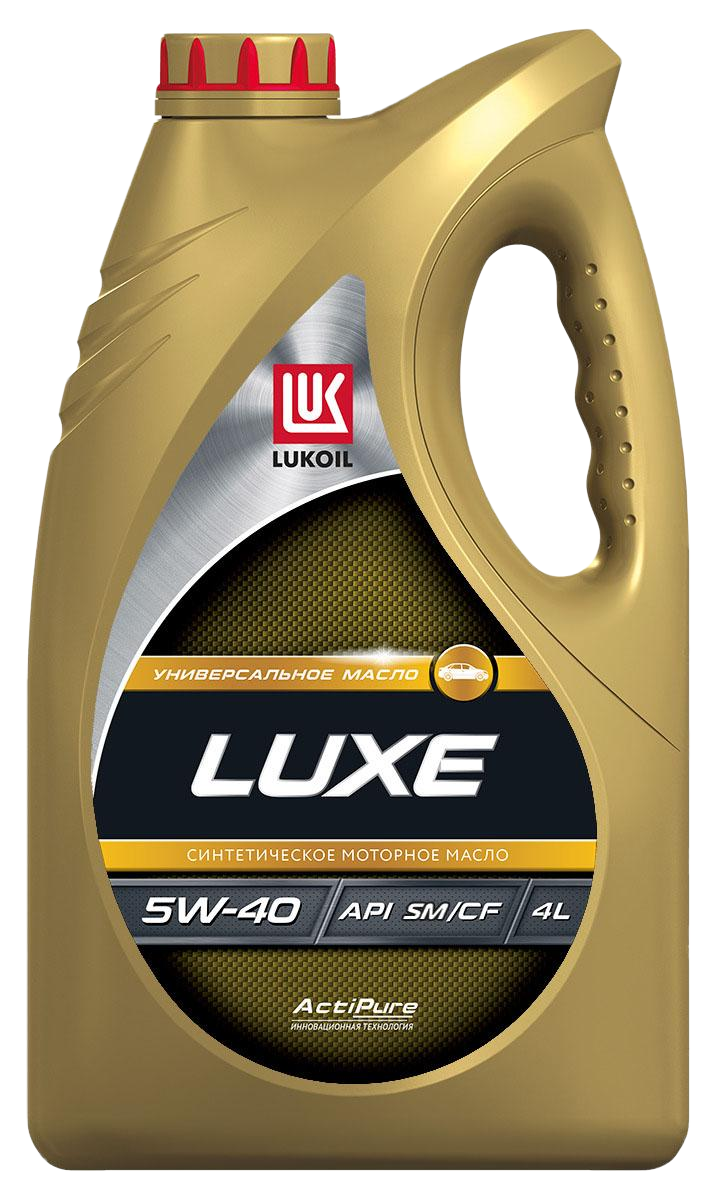 LUK
LUKOIL
УНИВЕРСАЛЬНОЕ МАСЛО
LUXE
СИНТЕТИЧЕСКОЕ МОТОРНОЕ МАСЛО
5W-40 API SM/CF 4L
ActiPure
ИННОВАЦИОННАЯ ТЕХНОЛОГИЯ